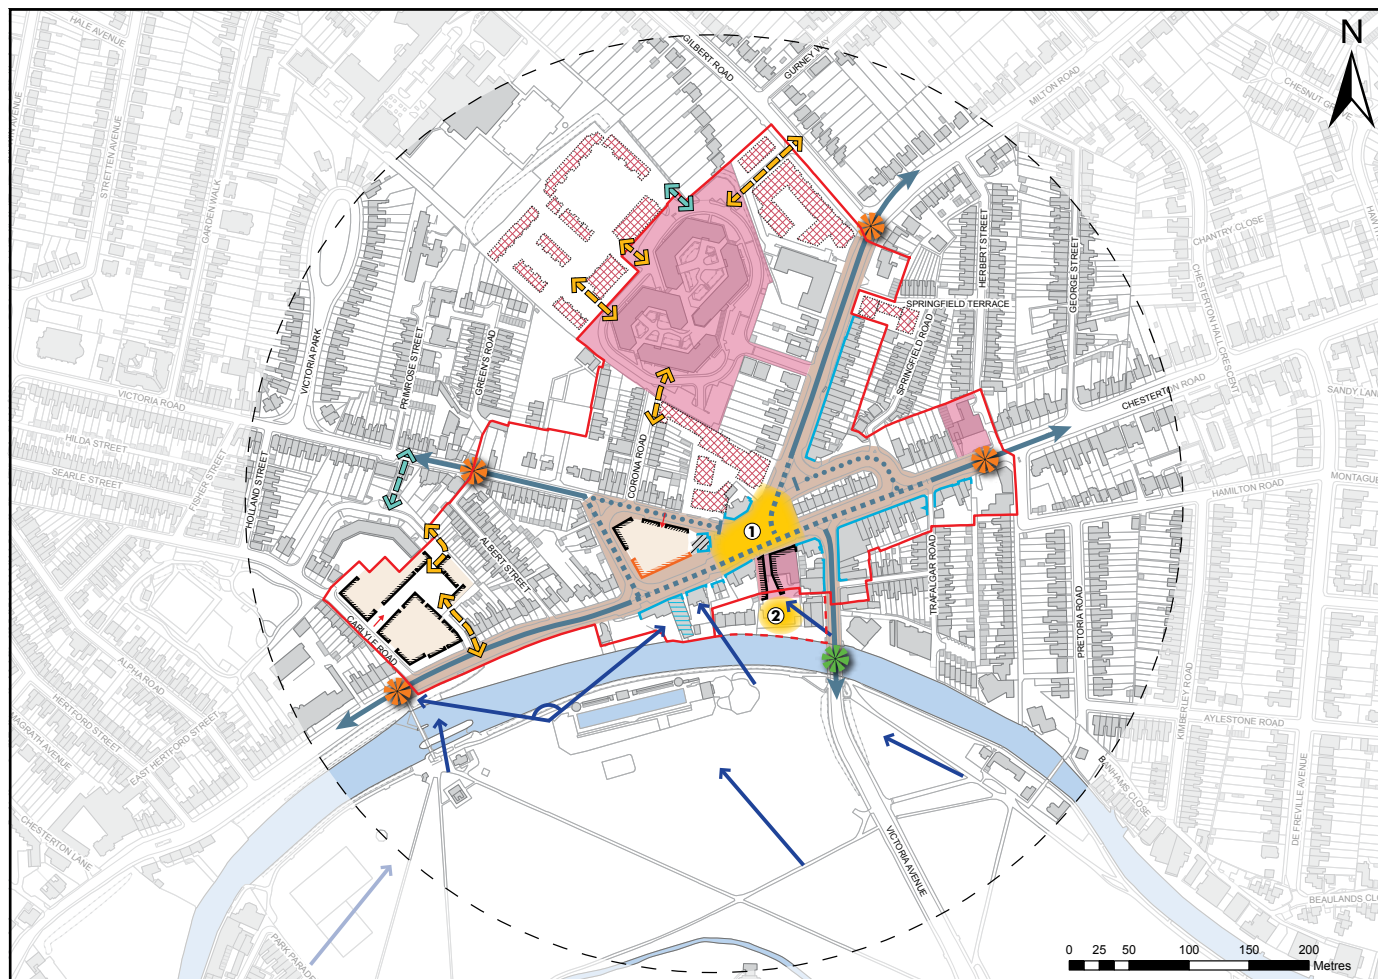 HALE AVENUE
STRETTEN AVENUE
GARDEN WALK
GILBERT ROAD
GURNEY WAY
MILTON ROAD
N
CHANTRY CLOSE
CHESTERTON HALL CRESCENT
HERBERT STREET
GEORGE STREET
SPRINGFIELD TERRACE
SPRINGFIELD ROAD
VICTORIA PARK
PRIMROSE STREET
GREEN'S ROAD
VICTORIA ROAD
HILDA STREET
SEARLE STREET
FISHER STREET
HOLLAND STREET
CORONA ROAD
CHESTERTON ROAD
SANDY LANE
MONTAGUE
HAMILTON ROAD
1
ALBERT STREET
TRAFALGAR ROAD
PRETORIA ROAD
2
CARLYLE ROAD
ALPHA ROAD
HERTFORD STREET
MAGRATH AVENUE
EAST HERTFORD STREET
KIMBERLEY ROAD
AYLESTONE ROAD
BANHAMS CLOSE
DE FREVILLE AVENUE
CHESTERTON LANE
VICTORIA AVENUE
BEAULANDS CLO
PARK PARADE
0 25 50 100 150 200
Metres